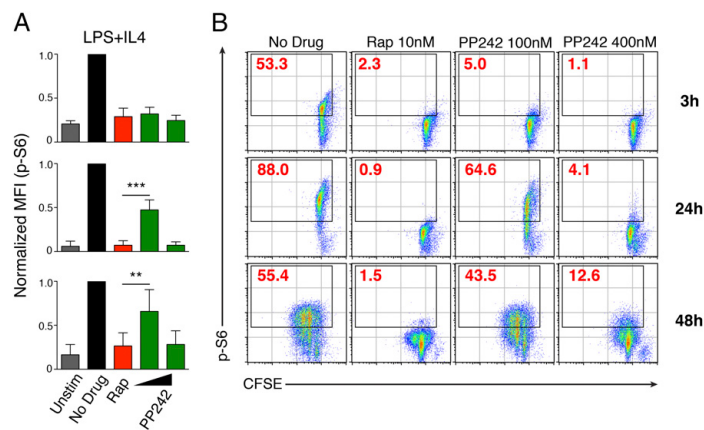 A
LPS+IL4
Normalized MFI (p-S6)
1.0
0.5
0
1.0
0.5
0
***
1.0
0.5
0
**
Unstim
No Drug
Rap
PP242
B
No Drug
Rap 10nM
PP242 100nM
PP242 400nM
53.3
2.3
5.0
1.1
3h
88.0
0.9
64.6
4.1
24h
55.4
1.5
43.5
12.6
48h
p-S6
CFSE